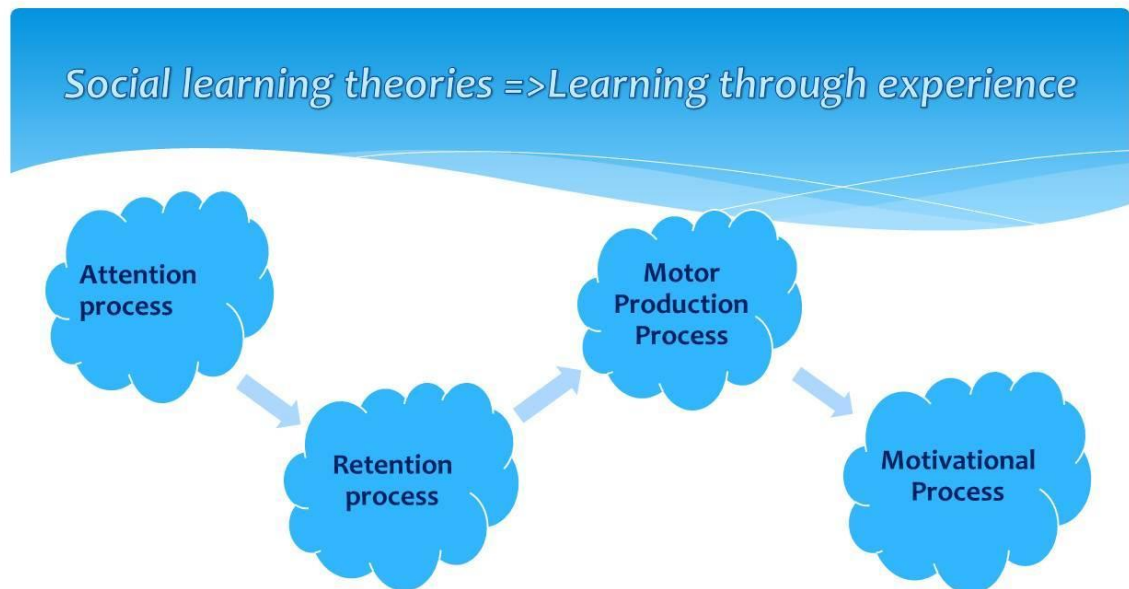 Social learning theories =>Learning through experience
Attention
process
Retention
process
Motor
Production
Process
Motivational
Process